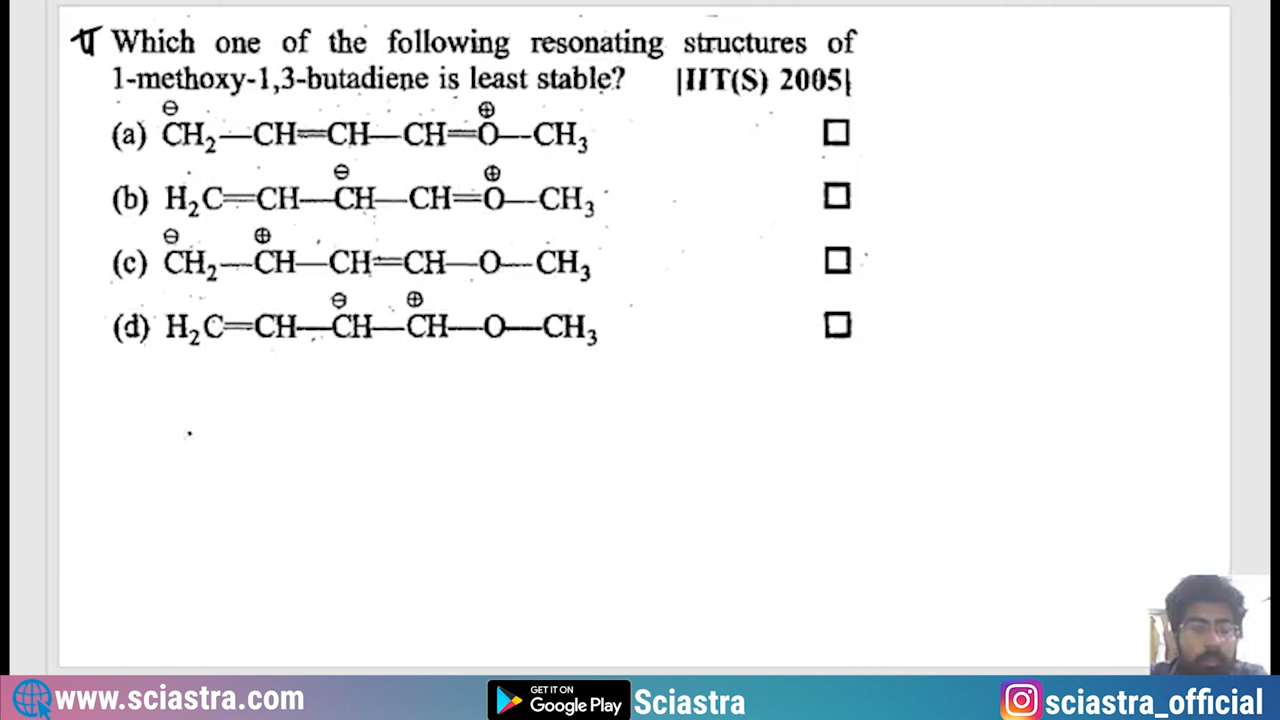 Which one of the following resonating structures of
1-methoxy-1,3-butadiene is least stable? |IIT(S) 2005|
⊖ ⊕
(a) CH₂—CH=CH—CH=O—CH₃
⊖ ⊕
(b) H₂C=CH—CH—CH=O—CH₃
⊖ ⊕
(c) CH₂—CH—CH=CH—O—CH₃
⊖ ⊕
(d) H₂C=CH—CH—CH—O—CH₃
www.sciastra.com
GET IT ON
Google Play
Sciastra
sciastra_official